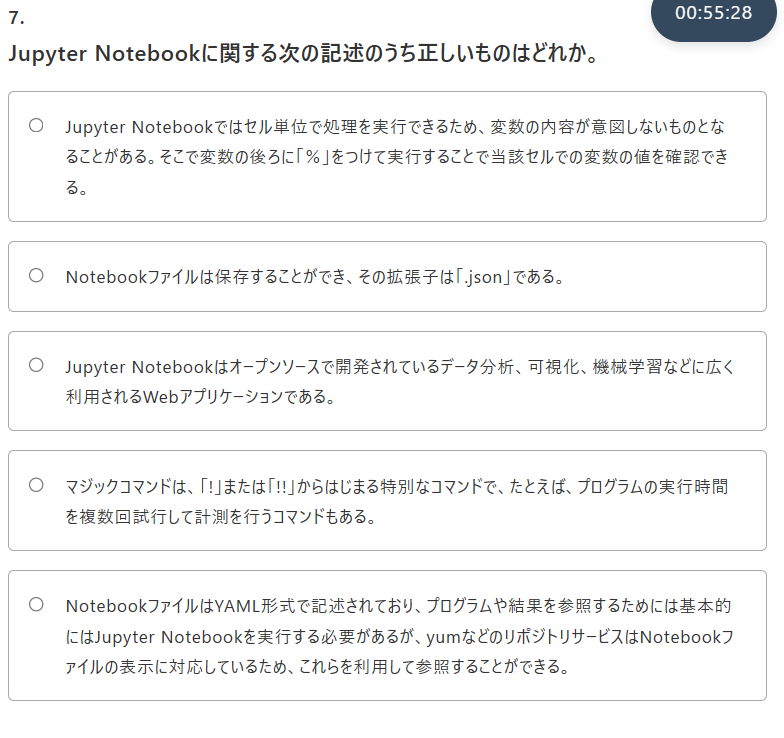 00:55:28
7.
Jupyter Notebookに関する次の記述のうち正しいものはどれか。
Jupyter Notebookではセル単位で処理を実行できるため、変数の内容が意図しないものとな
ることがある。そこで変数の後ろに「%」をつけて実行することで当該セルでの変数の値を確認でき
る。
Notebookファイルは保存することができ、その拡張子は「.json」である。
Jupyter Notebookはオープンソースで開発されているデータ分析、可視化、機械学習などに広く
利用されるWebアプリケーションである。
マジックコマンドは、「!」または「!!」からはじまる特別なコマンドで、たとえば、プログラムの実行時間
を複数回試行して計測を行うコマンドもある。
NotebookファイルはYAML形式で記述されており、プログラムや結果を参照するためには基本的
にはJupyter Notebookを実行する必要があるが、yumなどのリポジトリサービスはNotebookフ
ァイルの表示に対応しているため、これらを利用して参照することができる。